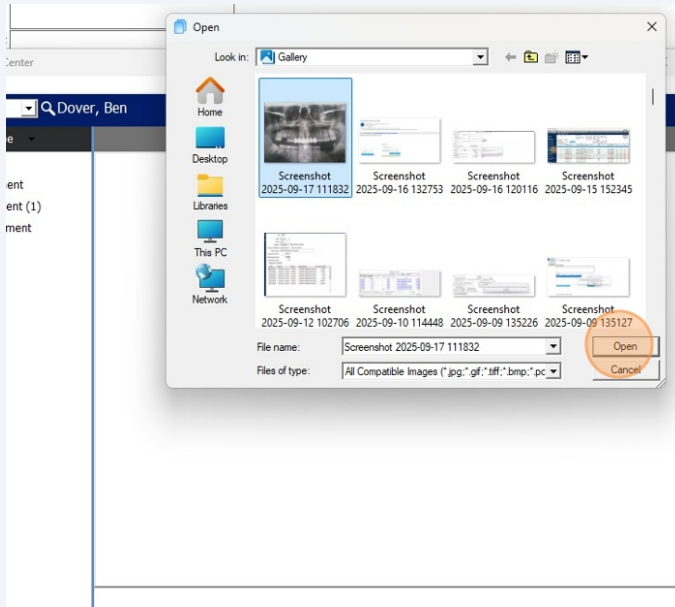 Open
Look in: Gallery
Center
Home
Dover, Ben
e
Desktop
Screenshot 2025-09-17 111832
Screenshot 2025-09-16 132753
Screenshot 2025-09-16 120116
Screenshot 2025-09-15 152345
ent
ent (1)
ment
Libraries
This PC
Network
Screenshot 2025-09-12 102706
Screenshot 2025-09-10 114448
Screenshot 2025-09-09 135226
Screenshot 2025-09-09 135127
File name: Screenshot 2025-09-17 111832 Open
Files of type: All Compatible Images (*.jpg;*.gif;*.tiff;*.bmp;*.pc Cancel